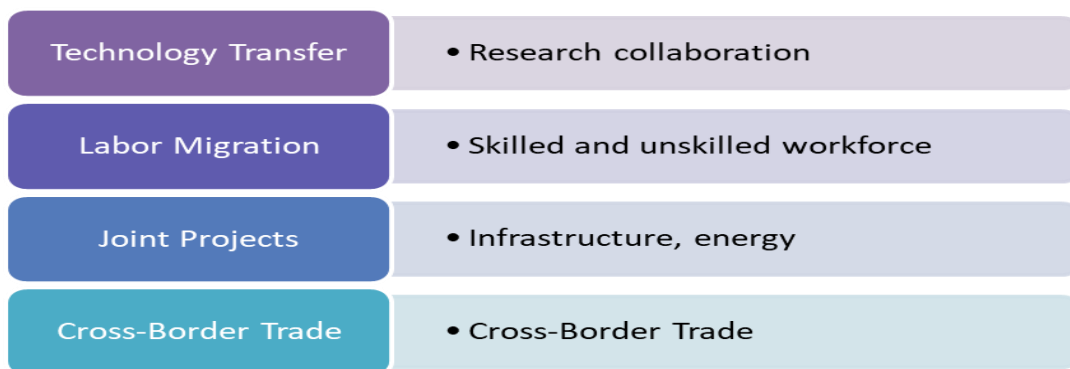 Technology Transfer
• Research collaboration
Labor Migration
• Skilled and unskilled workforce
Joint Projects
• Infrastructure, energy
Cross-Border Trade
• Cross-Border Trade